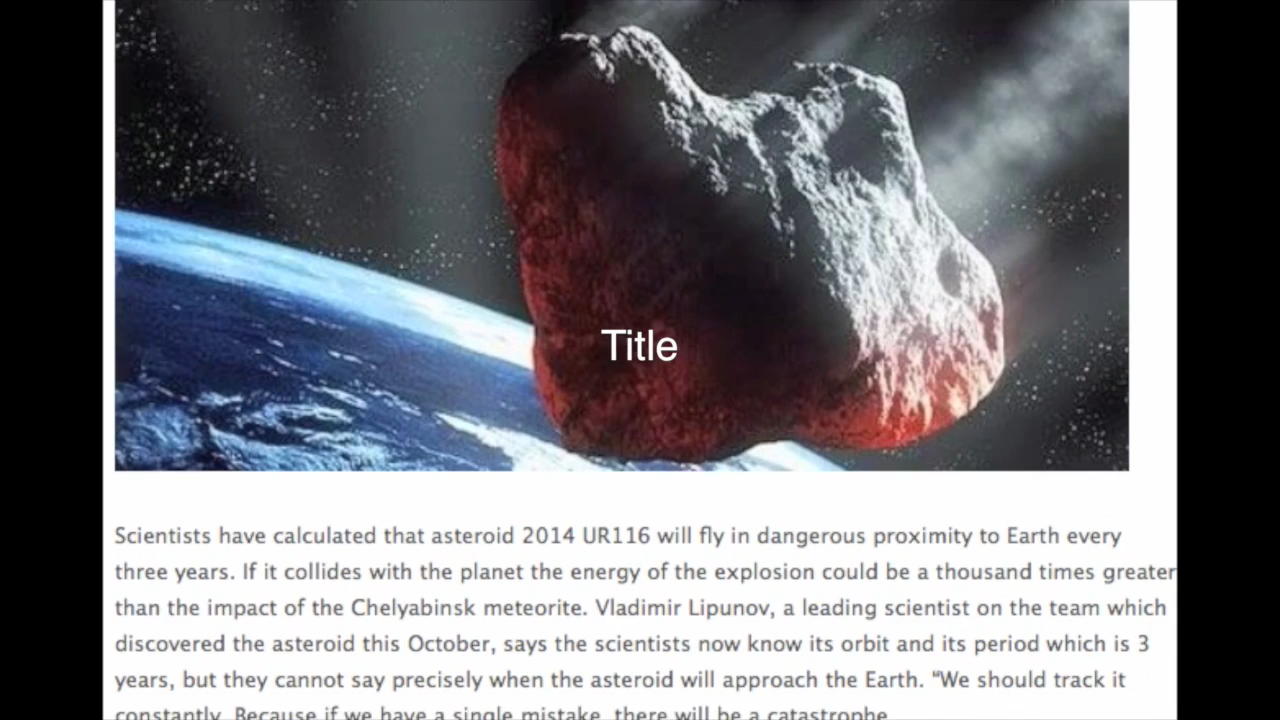 Title
Scientists have calculated that asteroid 2014 UR116 will fly in dangerous proximity to Earth every
three years. If it collides with the planet the energy of the explosion could be a thousand times greater
than the impact of the Chelyabinsk meteorite. Vladimir Lipunov, a leading scientist on the team which
discovered the asteroid this October, says the scientists now know its orbit and its period which is 3
years, but they cannot say precisely when the asteroid will approach the Earth. “We should track it
constantly. Because if we have a single mistake, there will be a catastrophe